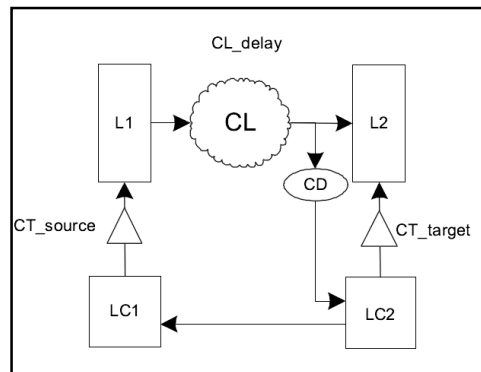 CL_delay
L1
CL
L2
CD
CT_source
CT_target
LC1
LC2